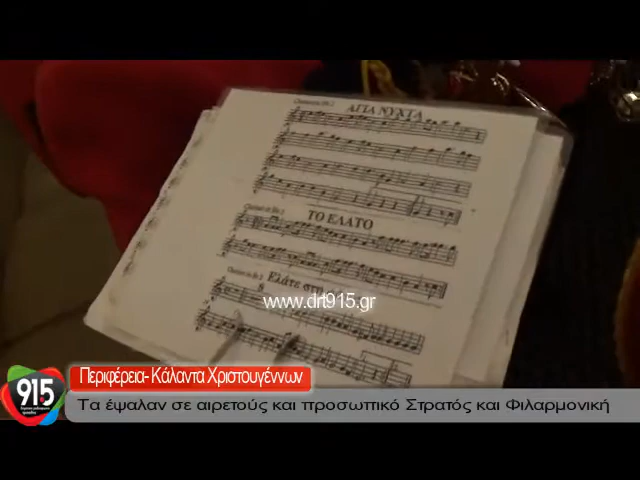 ΑΓΙΑ ΝΥΧΤΑ
ΤΟ ΕΛΑΤΟ
Ελάτε στη
www.drt915.gr
Περιφέρεια- Κάλαντα Χριστουγέννων
915
Τα έψαλαν σε αιρετούς και προσωπικό Στρατός και Φιλαρμονική